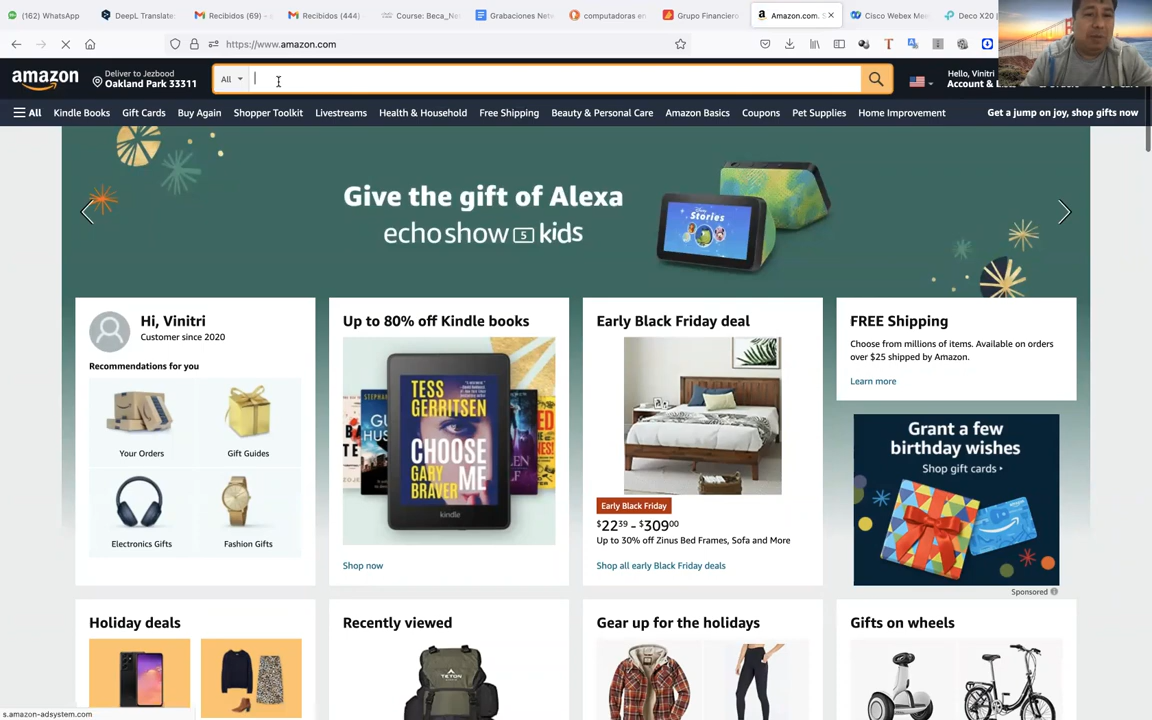 (162) WhatsApp
DeepL Translate:
Recibidos (69) –
Recibidos (444)
Course: Beca_Ne
Grabaciones Net
computadoras en
Grupo Financiero
Amazon.com. S
Cisco Webex Me
Deco X20
https://www.amazon.com
amazon
Deliver to Jezbood
Oakland Park 33311
All
Hello, Vinitri
Account &
All
Kindle Books
Gift Cards
Buy Again
Shopper Toolkit
Livestreams
Health & Household
Free Shipping
Beauty & Personal Care
Amazon Basics
Coupons
Pet Supplies
Home Improvement
Get a jump on joy, shop gifts now
Give the gift of Alexa
echo show 5 kids
Stories
Hi, Vinitri
Customer since 2020
Recommendations for you
Your Orders
Gift Guides
Electronics Gifts
Fashion Gifts
Up to 80% off Kindle books
TESS
GERRITSEN
CHOOSE
ME
GARY
BRAVER
kindle
Shop now
Early Black Friday deal
Early Black Friday
$2239 - $30900
Up to 30% off Zinus Bed Frames, Sofa and More
Shop all early Black Friday deals
FREE Shipping
Choose from millions of items. Available on orders
over $25 shipped by Amazon.
Learn more
Grant a few
birthday wishes
Shop gift cards
Sponsored
Holiday deals
Recently viewed
TETON
Gear up for the holidays
Gifts on wheels
s.amazon-adsystem.com